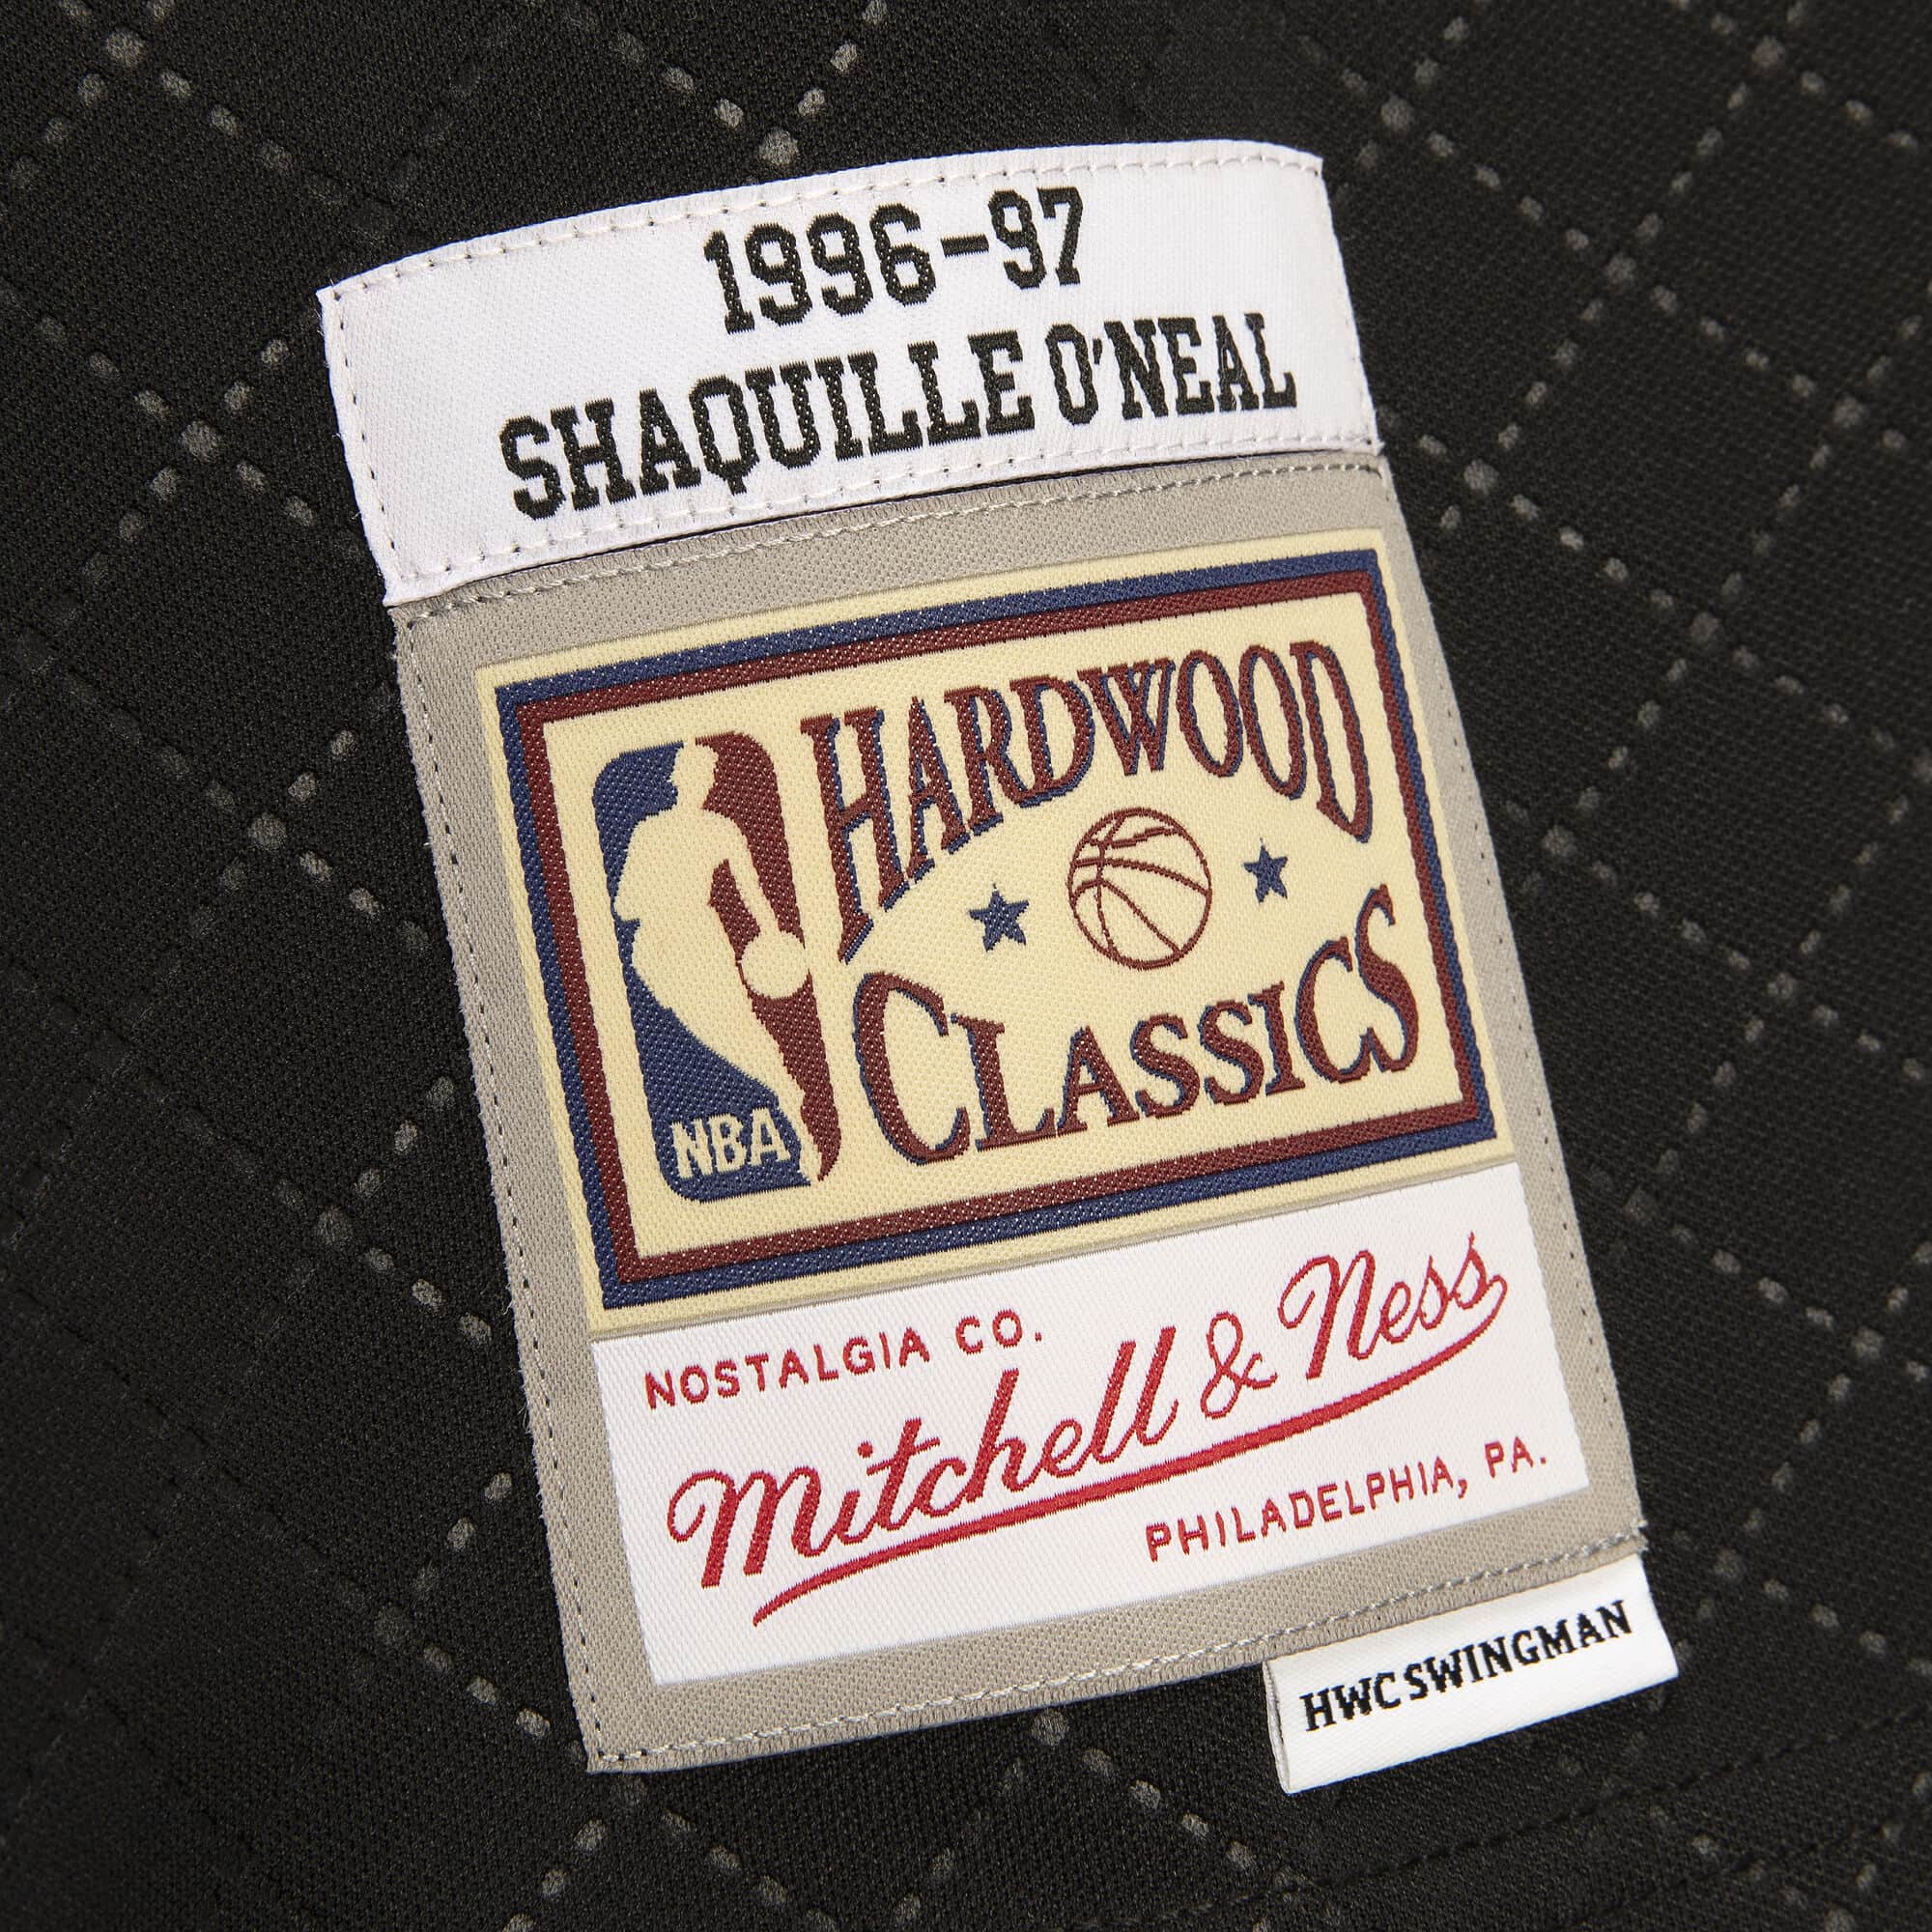 1996-97
SHAQUILLE O'NEAL
HARDWOOD
CLASSICS
NBA
NOSTALGIA CO.
Mitchell & Ness
PHILADELPHIA, PA.
HWC SWINGMAN